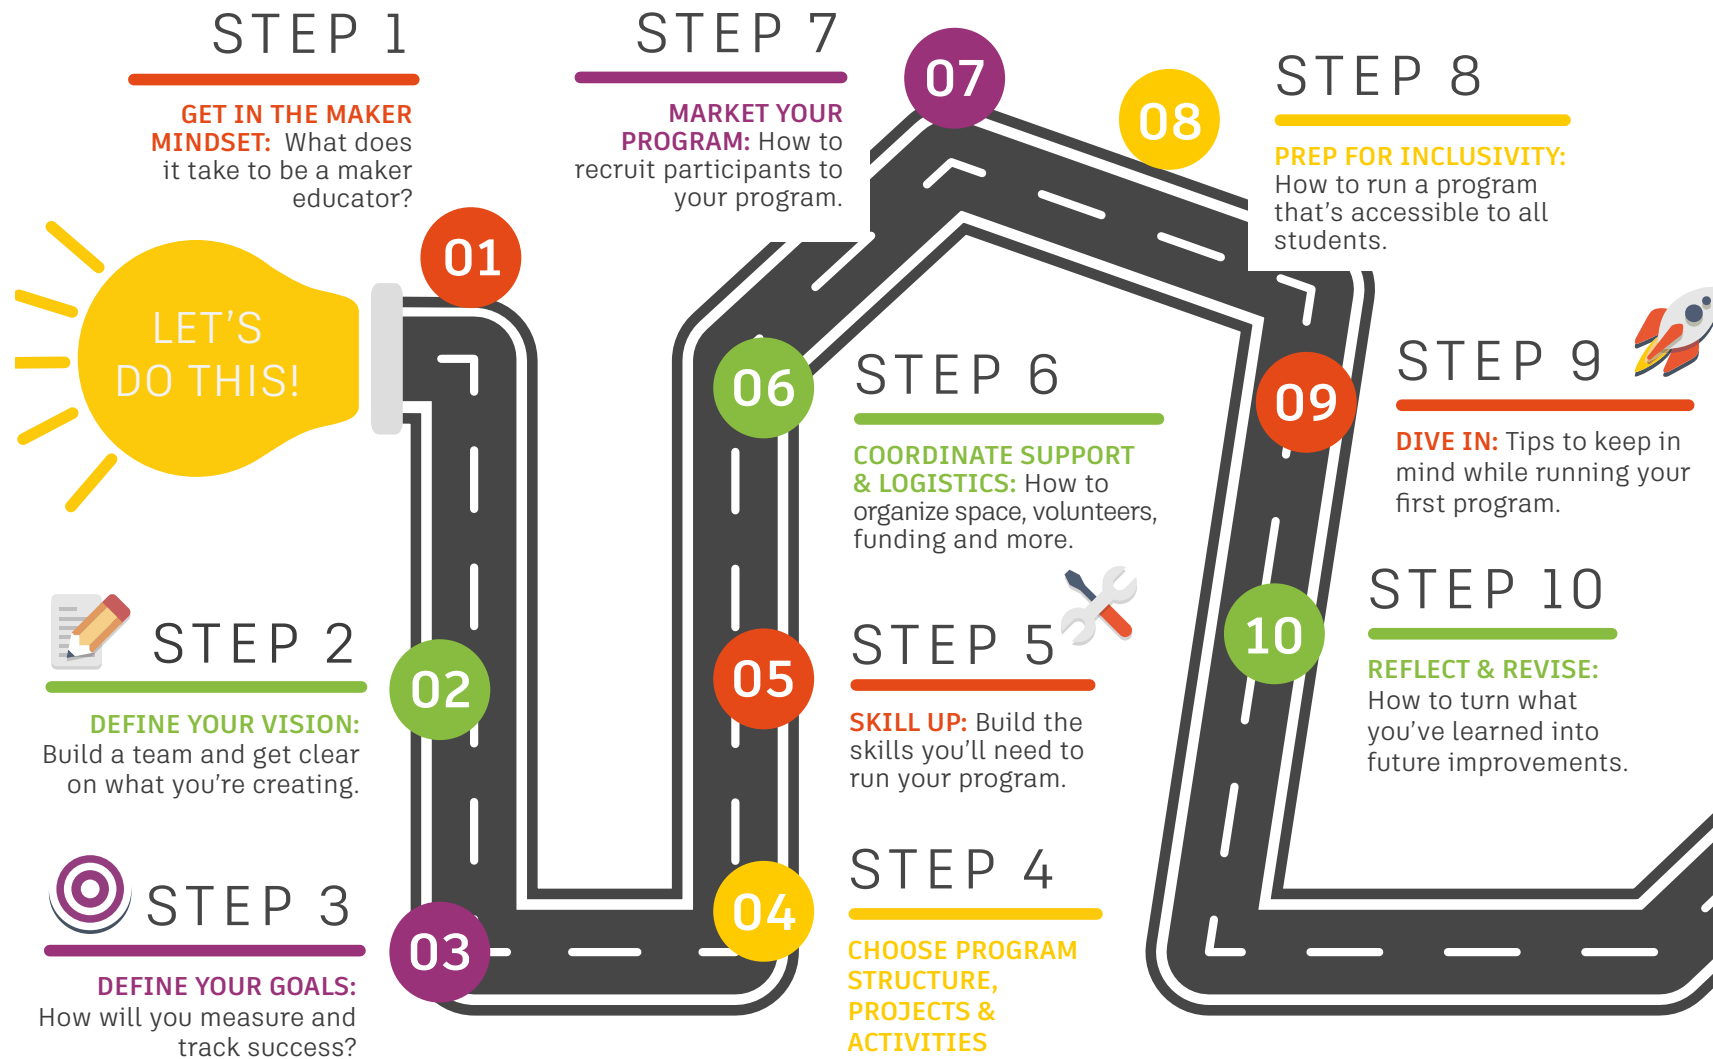 STEP 1
GET IN THE MAKER
MINDSET: What does
it take to be a maker
educator?
01
LET'S
DO THIS!
STEP 2
DEFINE YOUR VISION:
Build a team and get clear
on what you're creating.
02
STEP 3
DEFINE YOUR GOALS:
How will you measure and
track success?
03
STEP 4
CHOOSE PROGRAM
STRUCTURE,
PROJECTS &
ACTIVITIES
04
STEP 5
SKILL UP: Build the
skills you'll need to
run your program.
05
STEP 6
COORDINATE SUPPORT
& LOGISTICS: How to
organize space, volunteers,
funding and more.
06
STEP 7
MARKET YOUR
PROGRAM: How to
recruit participants to
your program.
07
STEP 8
PREP FOR INCLUSIVITY:
How to run a program
that's accessible to all
students.
08
STEP 9
DIVE IN: Tips to keep in
mind while running your
first program.
09
STEP 10
REFLECT & REVISE:
How to turn what
you've learned into
future improvements.
10